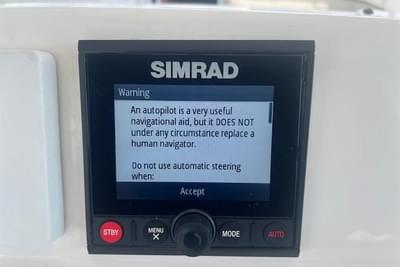 SIMRAD
Warning
An autopilot is a very useful
navigational aid, but it DOES NOT
under any circumstance replace a
human navigator.
Do not use automatic steering
when:
Accept
STBY
MENU
MODE
AUTO